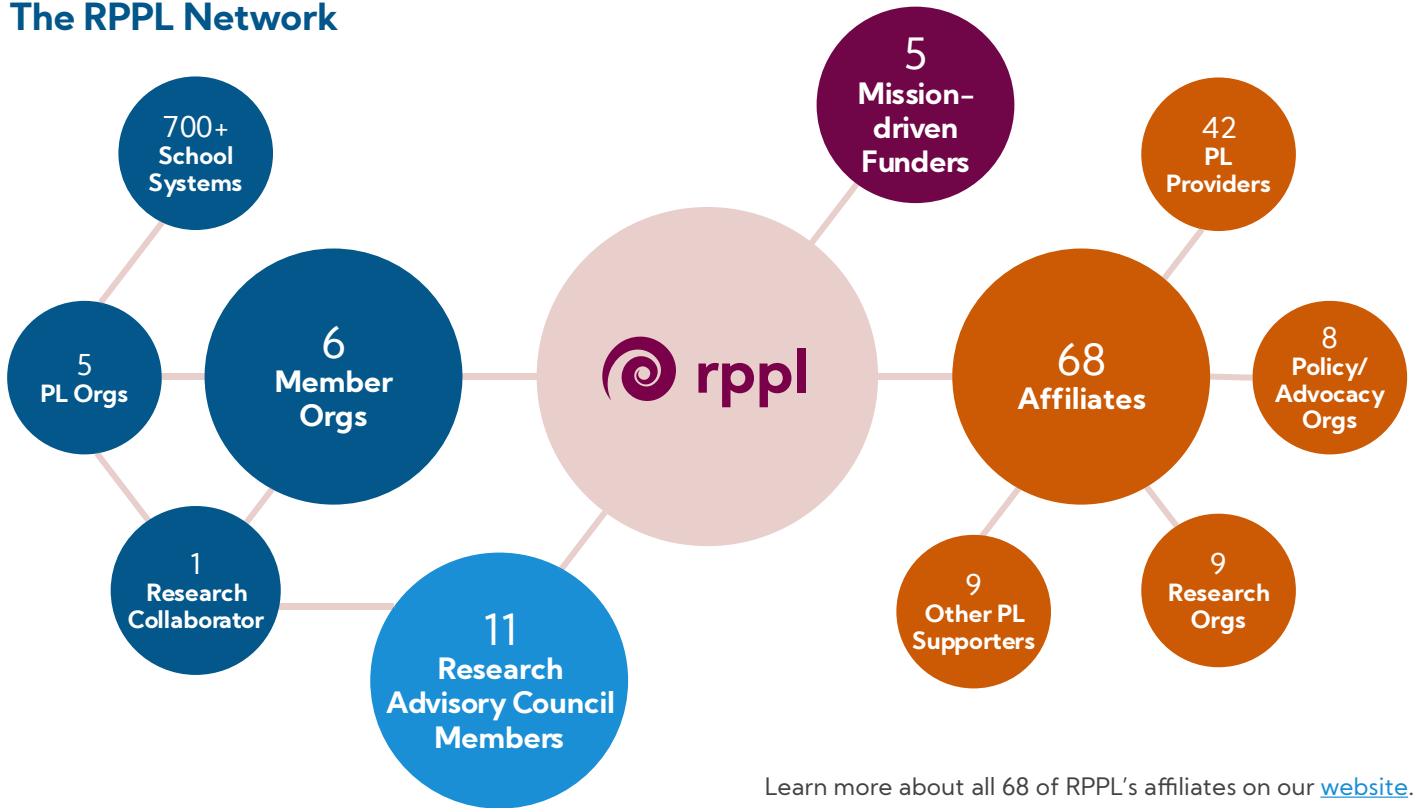 The RPPL Network
700+
School
Systems
5
PL Orgs
6
Member
Orgs
1
Research
Collaborator
11
Research
Advisory Council
Members
rppl
5
Mission-
driven
Funders
68
Affiliates
42
PL
Providers
8
Policy/
Advocacy
Orgs
9
Research
Orgs
9
Other PL
Supporters
Learn more about all 68 of RPPL’s affiliates on our website.